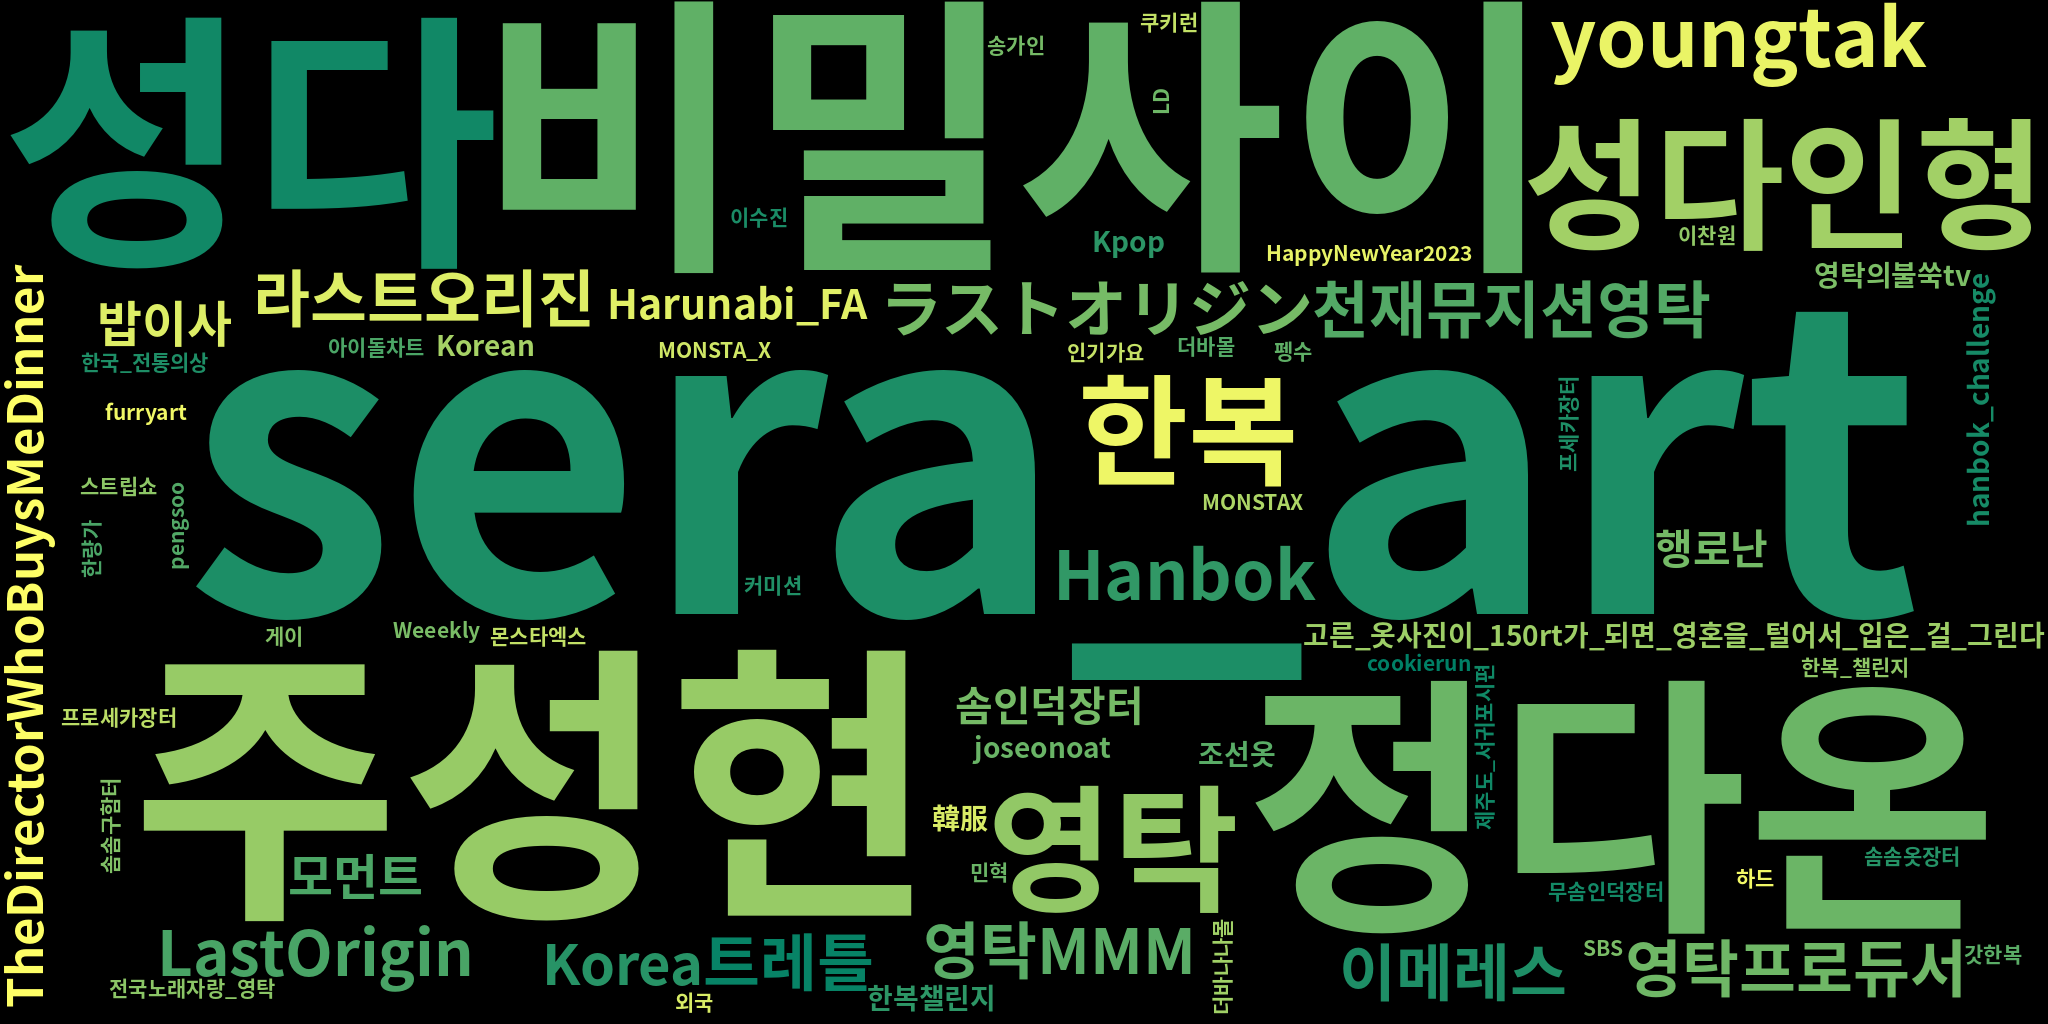 성다
비밀사이
송가인
쿠키런
LD
youngtak
성다인형
이찬원
이수진
Kpop
HappyNewYear2023
영탁의불쑥tv
TheDirectorWhoBuysMeDinner
밥이사
라스트오리진
Harunabi_FA
ラストオリジン
천재뮤지션영탁
hanbok_challenge
한국_전통의상
아이돌차트
Korean
MONSTA_X
인기가요
더바몰
펭수
furryart
sera_art
한복
프세카장터
스트립쇼
pengsoo
한량가
MONSTAX
커미션
Hanbok
행로난
게이
Weeekly
몬스타엑스
고른_옷사진이_150rt가_되면_영혼을_털어서_입은_걸_그린다
cookierun
한복_챌린지
프로세카장터
주성현
솜인덕장터
joseonoat
조선옷
제주도_서귀포시편
정다온
솜솜구함터
모먼트
韓服
영탁
민혁
솜솜옷장터
무솜인덕장터
하드
LastOrigin
Korea
트레틀
영탁MMM
더바나나몰
이메레스
SBS
영탁프로듀서
갓한복
전국노래자랑_영탁
외국
한복챌린지